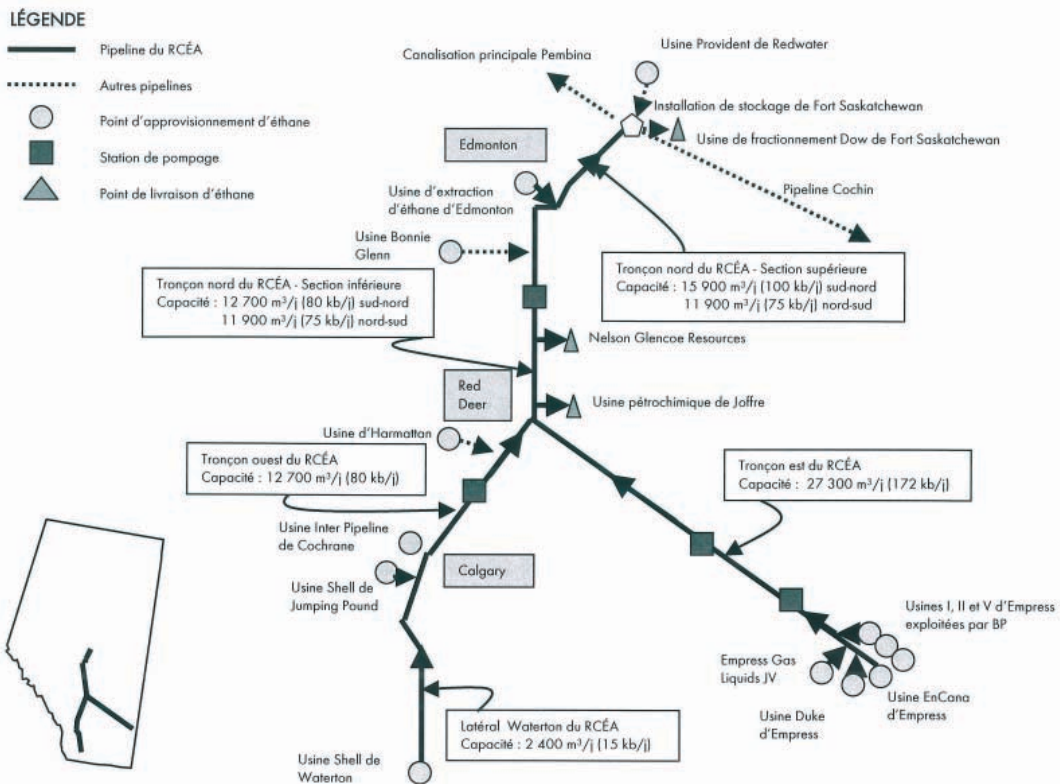 LÉGENDE
Pipeline du RCÉA
Autres pipelines
Point d'approvisionnement d'éthane
Station de pompage
Point de livraison d'éthane
Canalisation principale Pembina
Usine Provident de Redwater
Installation de stockage de Fort Saskatchewan
Usine de fractionnement Dow de Fort Saskatchewan
Edmonton
Usine d'extraction
d'éthane d'Edmonton
Pipeline Cochin
Usine Bonnie
Glenn
Tronçon nord du RCÉA - Section inférieure
Capacité : 12 700 m³/j (80 kb/j) sud-nord
11 900 m³/j (75 kb/j) nord-sud
Tronçon nord du RCÉA - Section supérieure
Capacité : 15 900 m³/j (100 kb/j) sud-nord
11 900 m³/j (75 kb/j) nord-sud
Nelson Glencoe Resources
Red
Deer
Usine pétrochimique de Joffre
Usine d'Harmattan
Tronçon ouest du RCÉA
Capacité : 12 700 m³/j (80 kb/j)
Tronçon est du RCÉA
Capacité : 27 300 m³/j (172 kb/j)
Usine Inter Pipeline
de Cochrane
Calgary
Usine Shell de
Jumping Pound
Usines I, II et V d'Empress
exploitées par BP
Empress Gas
Liquids JV
Usine EnCana
d'Empress
Usine Duke
d'Empress
Latéral Waterton du RCÉA
Capacité : 2 400 m³/j (15 kb/j)
Usine Shell de
Waterton